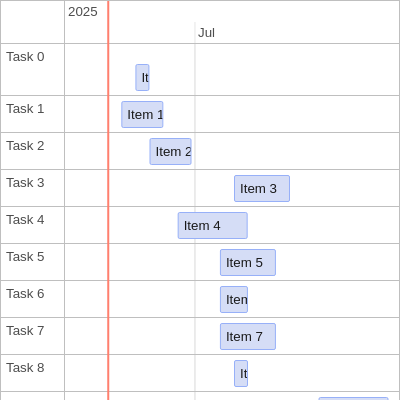 2025
Jul
Task 0
It
Task 1
Item 1
Task 2
Item 2
Task 3
Item 3
Task 4
Item 4
Task 5
Item 5
Task 6
Iten
Task 7
Item 7
Task 8
It